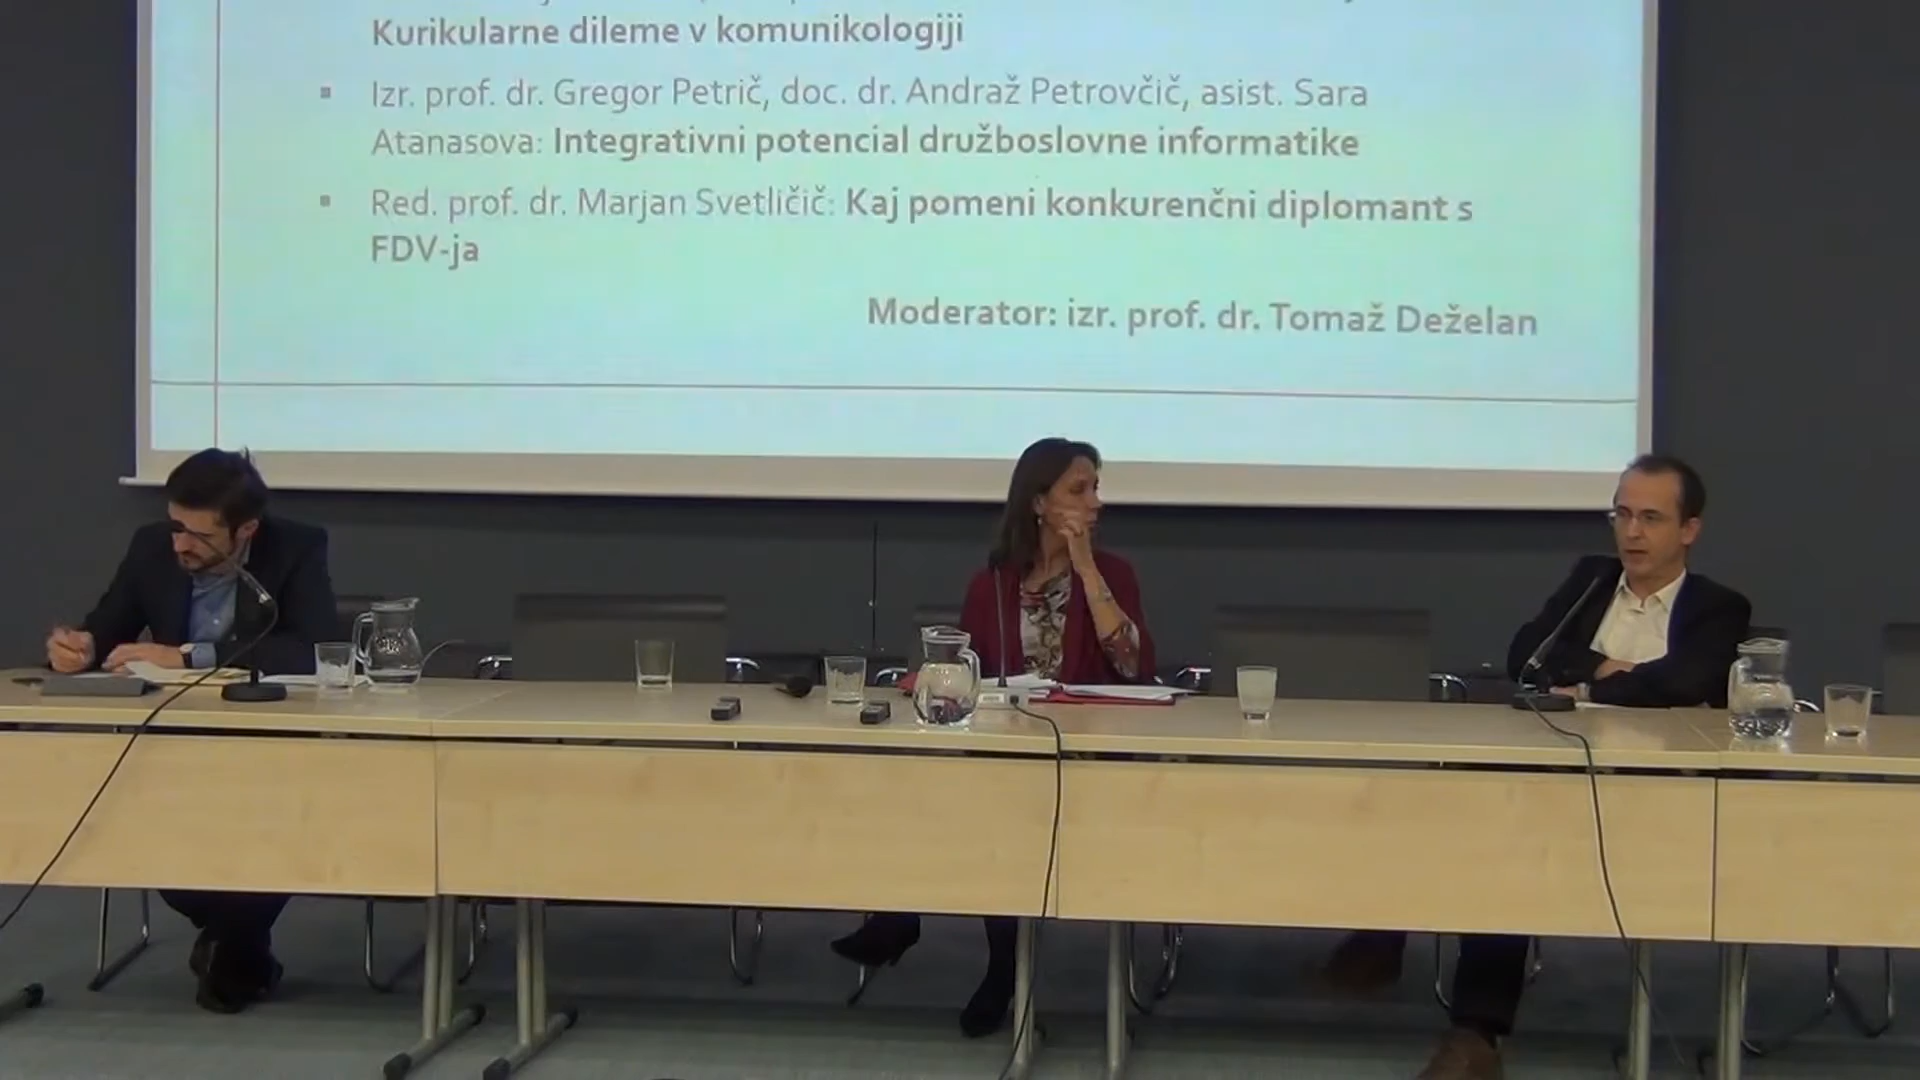 Kurikularne dileme v komunikologiji
▪ Izr. prof. dr. Gregor Petrič, doc. dr. Andraž Petrovčič, asist. Sara
Atanasova: Integrativni potencial družboslovne informatike
▪ Red. prof. dr. Marjan Svetličič: Kaj pomeni konkurenčni diplomant s
FDV-ja
Moderator: izr. prof. dr. Tomaž Deželan